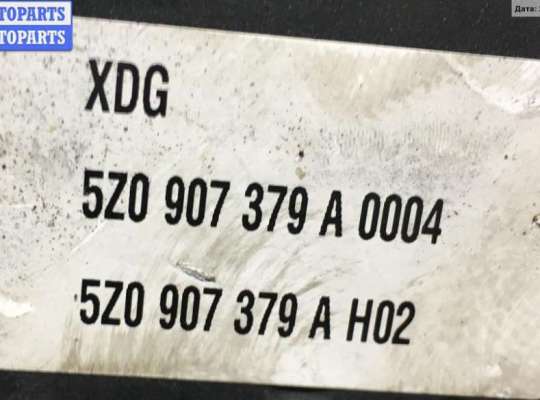 TOPARTS
TOPARTS
Дата:
XDG
5Z0 907 379 A 0004
5Z0 907 379 A H02